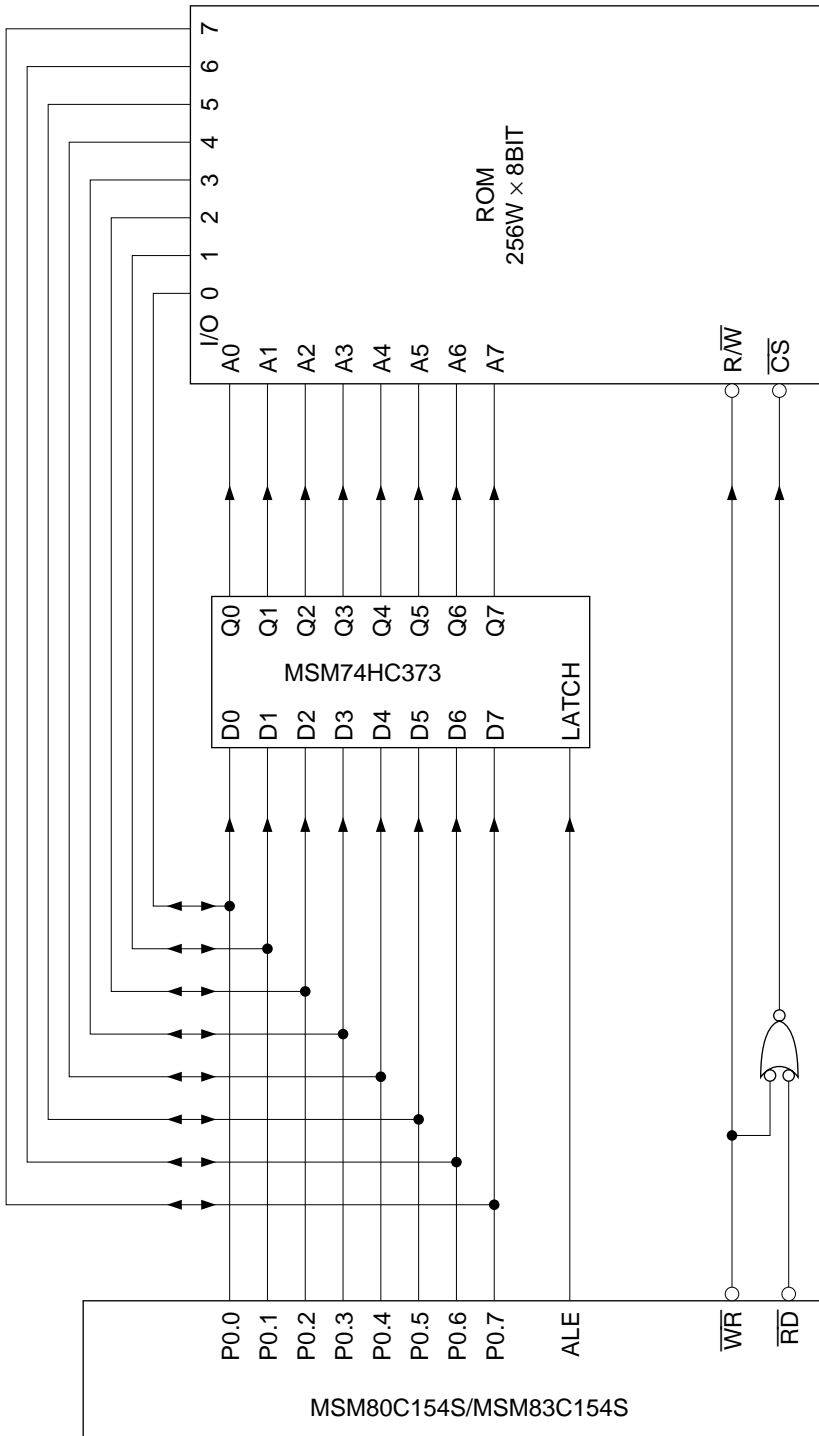 MSM80C154S/MSM83C154S
P0.0
P0.1
P0.2
P0.3
P0.4
P0.5
P0.6
P0.7
ALE
WR
RD
D0
D1
D2
D3
D4
D5
D6
D7
LATCH
MSM74HC373
Q0
Q1
Q2
Q3
Q4
Q5
Q6
Q7
I/O 0 1 2 3 4 5 6 7
A0
A1
A2
A3
A4
A5
A6
A7
R/W̅
C̅S̅
ROM
256W × 8BIT